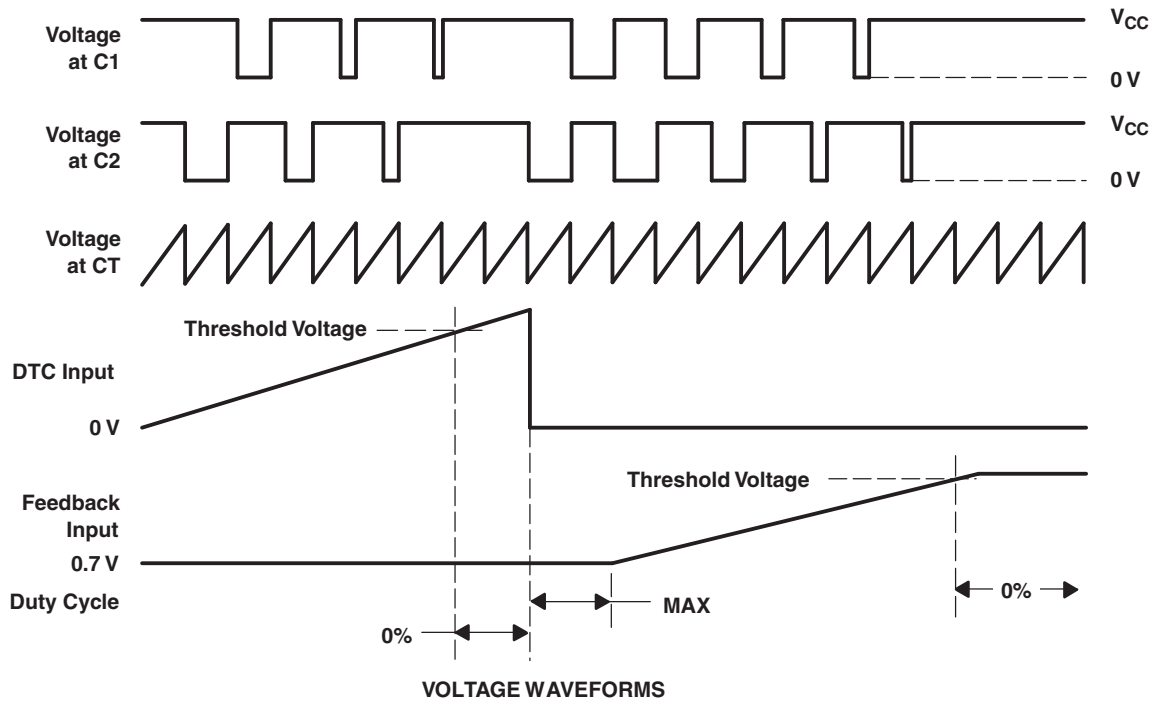 Voltage
at C1
VCC
0 V
Voltage
at C2
VCC
0 V
Voltage
at CT
Threshold Voltage
DTC Input
0 V
Threshold Voltage
Feedback
Input
0.7 V
Duty Cycle
MAX
0%
0%
VOLTAGE WAVEFORMS